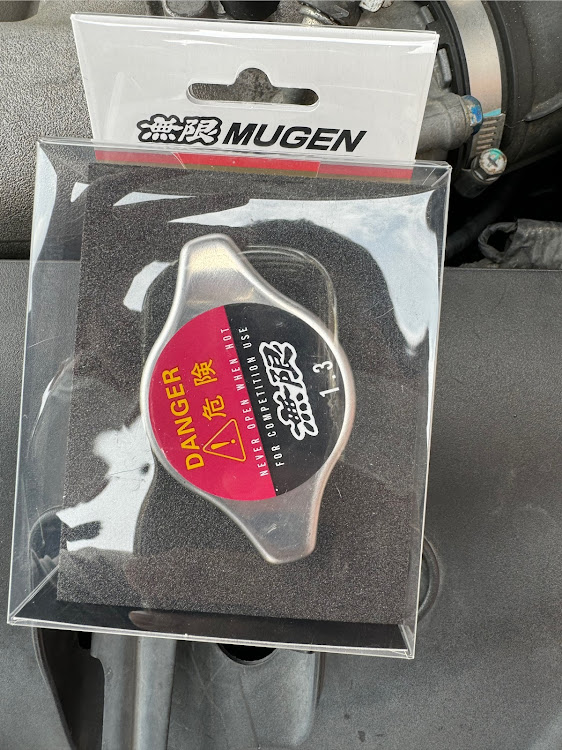 無限 MUGEN
DANGER
危険
NEVER OPEN WHEN HOT
FOR COMPETITION USE
無限
1.3